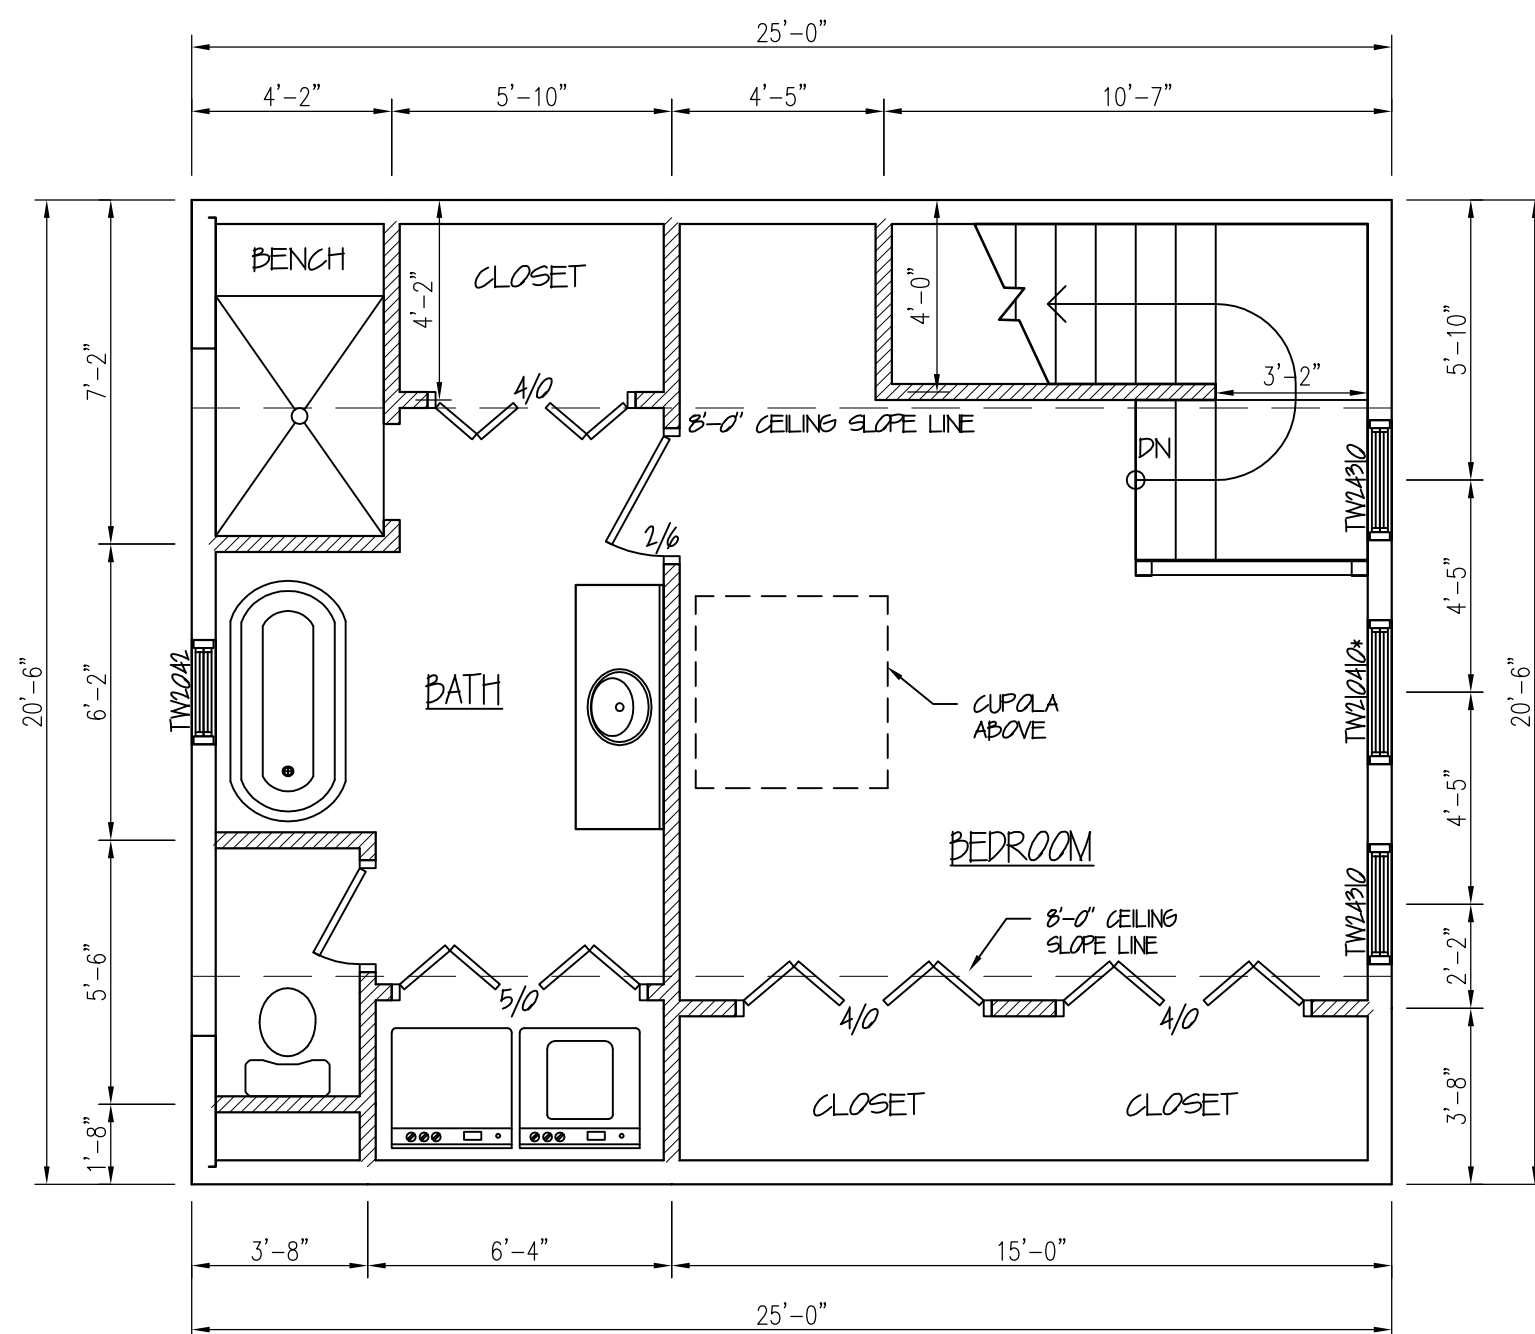 25'-0"
4'-2"
5'-10"
4'-5"
10'-7"
BENCH
CLOSET
4'-2"
4'-0"
5'-10"
7'-2"
4/0
3'-2"
8'-0" CEILING SLOPE LINE
DN
TW24310
2/6
4'-5"
20'-6"
6'-2"
TW2042
BATH
CUPOLA
ABOVE
TW210410*
20'-6"
4'-5"
BEDROOM
8'-0" CEILING
SLOPE LINE
TW24310
2'-2"
5'-6"
5/0
4/0
4/0
CLOSET
CLOSET
3'-8"
1'-8"
3'-8"
6'-4"
15'-0"
25'-0"